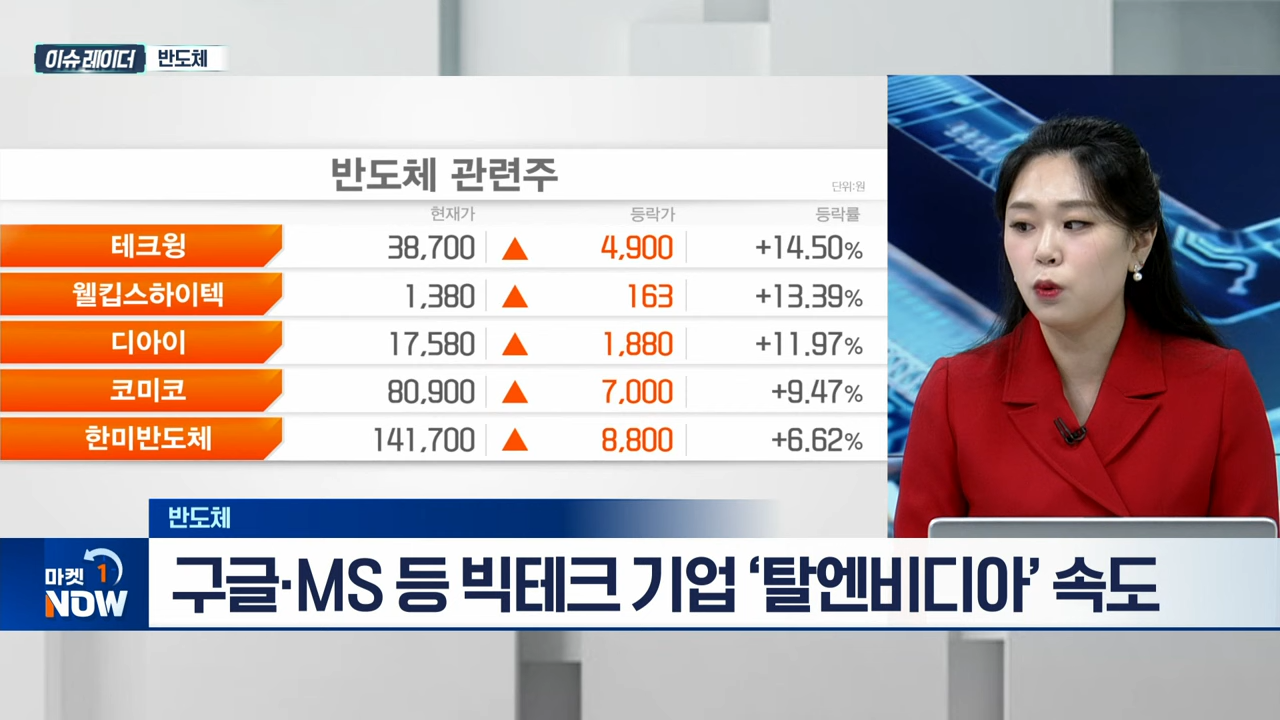 이슈레이더 반도체
반도체 관련주
단위:원
현재가 등락가 등락률
테크윙 38,700 ▲ 4,900 +14.50%
웰킵스하이텍 1,380 ▲ 163 +13.39%
디아이 17,580 ▲ 1,880 +11.97%
코미코 80,900 ▲ 7,000 +9.47%
한미반도체 141,700 ▲ 8,800 +6.62%
반도체
마켓 1
NOW
구글·MS 등 빅테크 기업 ‘탈엔비디아’ 속도